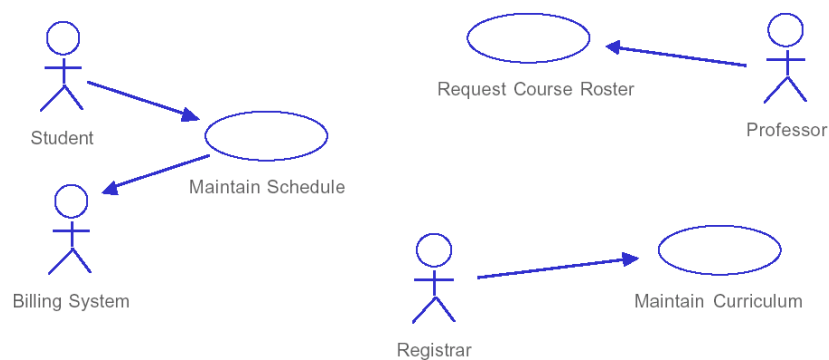 Student
Maintain Schedule
Billing System
Request Course Roster
Professor
Registrar
Maintain Curriculum